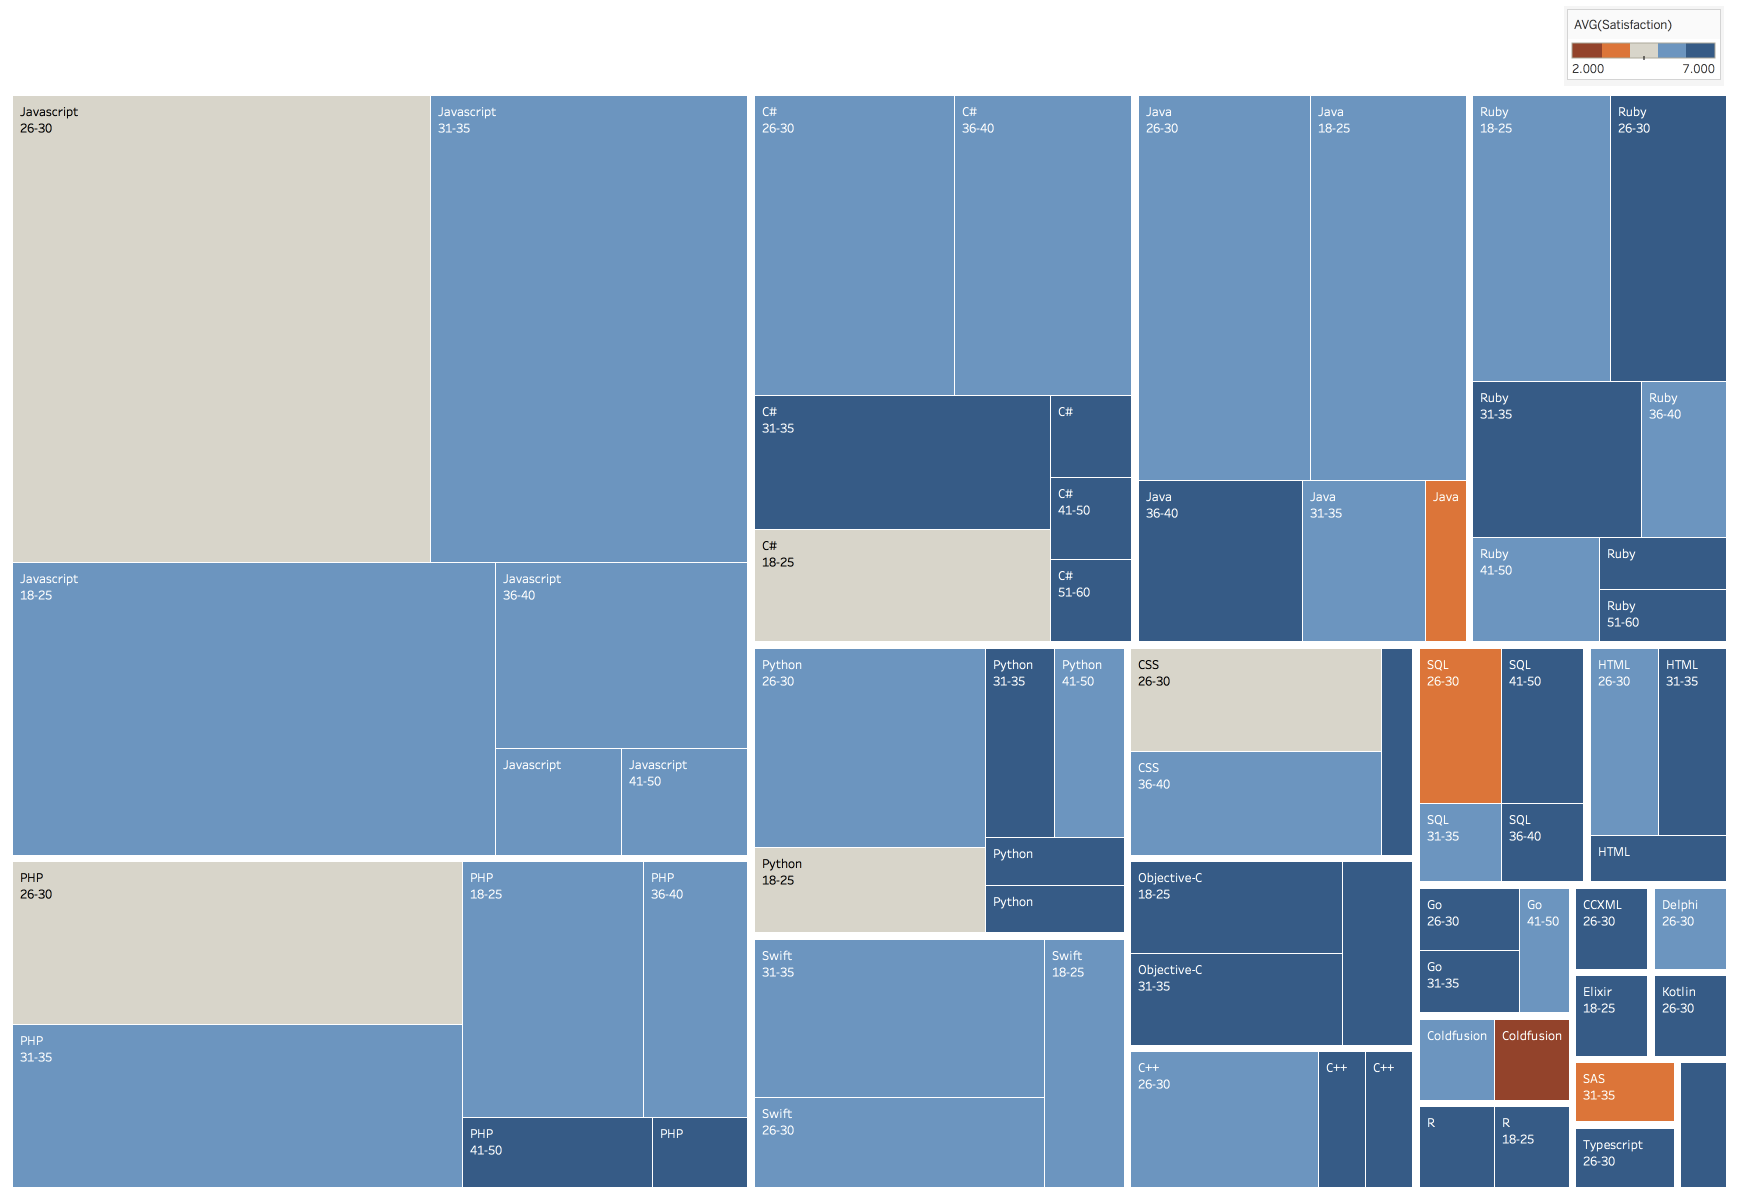 AVG(Satisfaction)
2.000 7.000
Javascript
26-30
Javascript
31-35
Javascript
18-25
Javascript
36-40
Javascript
Javascript
41-50
PHP
26-30
PHP
31-35
PHP
18-25
PHP
36-40
PHP
41-50
PHP
C#
26-30
C#
36-40
C#
31-35
C#
18-25
C#
C#
41-50
C#
51-60
Python
26-30
Python
18-25
Python
31-35
Python
41-50
Python
Python
Swift
31-35
Swift
26-30
Swift
18-25
Java
26-30
Java
18-25
Java
36-40
Java
31-35
Java
Ruby
18-25
Ruby
26-30
Ruby
31-35
Ruby
36-40
Ruby
41-50
Ruby
Ruby
51-60
CSS
26-30
CSS
36-40
Objective-C
18-25
Objective-C
31-35
C++
26-30
C++
C++
SQL
26-30
SQL
41-50
SQL
31-35
SQL
36-40
HTML
26-30
HTML
31-35
HTML
Go
26-30
Go
31-35
Go
41-50
Coldfusion
Coldfusion
R
R
18-25
CCXML
26-30
Delphi
26-30
Elixir
18-25
Kotlin
26-30
SAS
31-35
Typescript
26-30